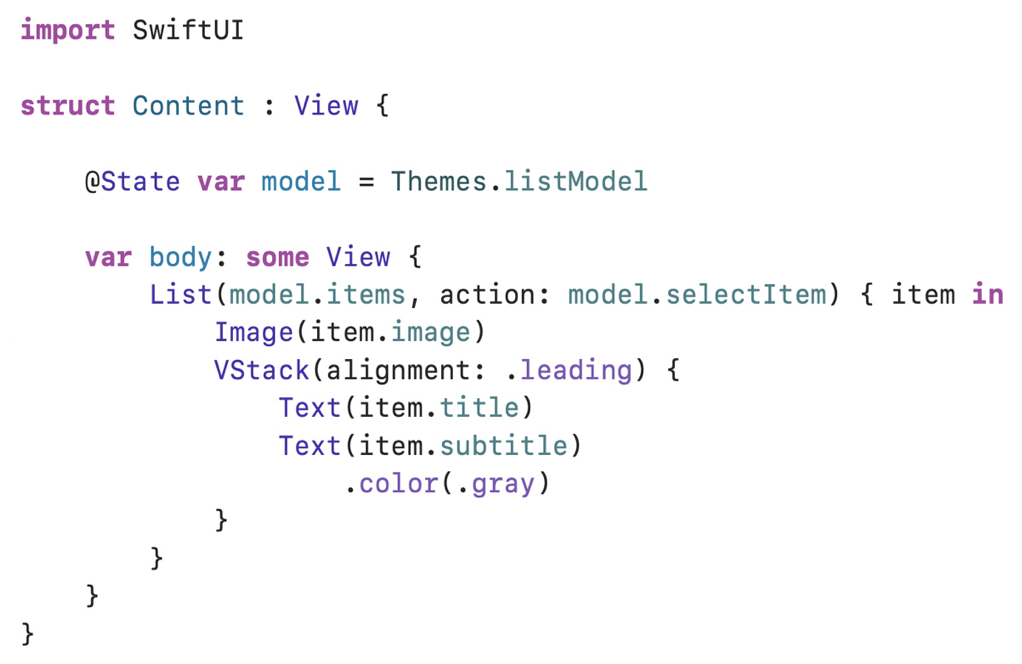 import SwiftUI
struct Content : View {
@State var model = Themes.listModel
var body: some View {
List(model.items, action: model.selectItem) { item in
Image(item.image)
VStack(alignment: .leading) {
Text(item.title)
Text(item.subtitle)
.color(.gray)
}
}
}
}